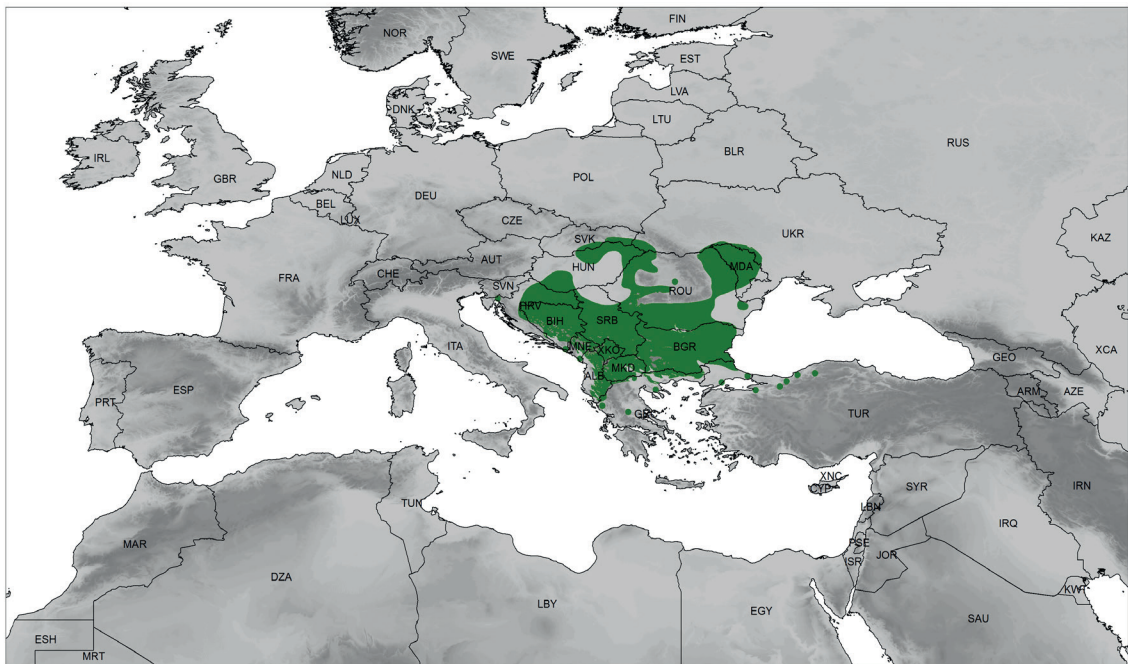 FIN
NOR
SWE
EST
LVA
DNK
LTU
RUS
BLR
IRL
GBR
NLD
POL
DEU
BEL
LUX
CZE
UKR
KAZ
SVK
AUT
HUN
MDA
CHE
FRA
SVN
ROU
HRV
BIH
SRB
ITA
MNE
XKO
BGR
GEO
XCA
MKD
ALB
ESP
ARM
AZE
PRT
GRC
TUR
XNC
CYP
SYR
IRN
TUN
LBN
IRQ
MAR
PSE
JOR
ISR
DZA
KWT
LBY
EGY
SAU
ESH
MRT